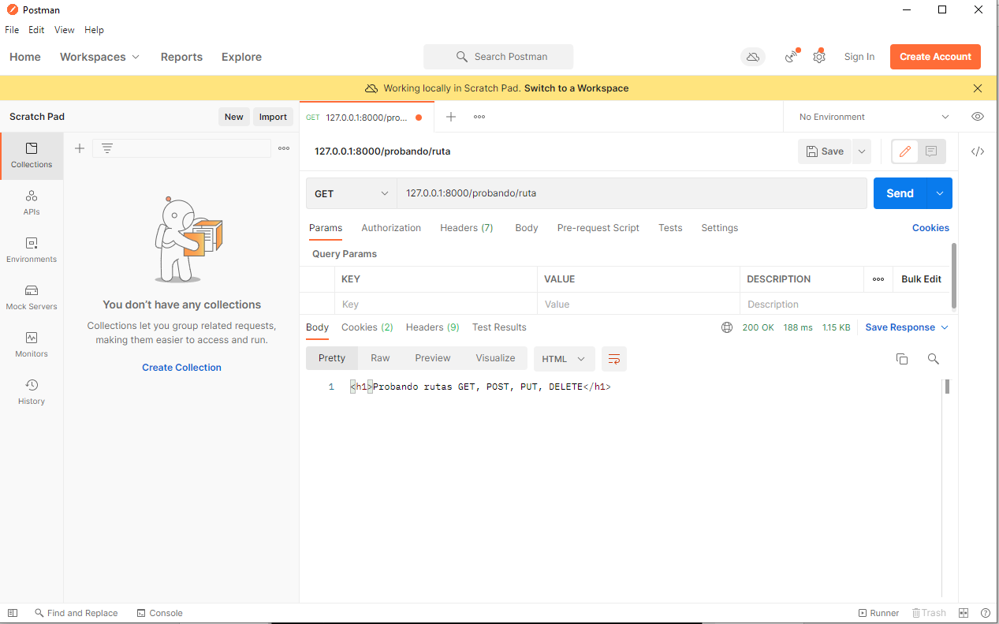 Postman
File Edit View Help
Home Workspaces Reports Explore Search Postman Sign In Create Account
Working locally in Scratch Pad. Switch to a Workspace
Scratch Pad New Import GET 127.0.0.1:8000/pro... No Environment
127.0.0.1:8000/probando/ruta Save
Collections
APIs
Environments
Mock Servers
Monitors
History
You don't have any collections
Collections let you group related requests,
making them easier to access and run.
Create Collection
GET 127.0.0.1:8000/probando/ruta Send
Params Authorization Headers (7) Body Pre-request Script Tests Settings Cookies
Query Params
KEY VALUE DESCRIPTION Bulk Edit
Key Value Description
Body Cookies (2) Headers (9) Test Results 200 OK 188 ms 1.15 KB Save Response
Pretty Raw Preview Visualize HTML
1 <h1>Probando rutas GET, POST, PUT, DELETE</h1>
Find and Replace Console Runner Trash